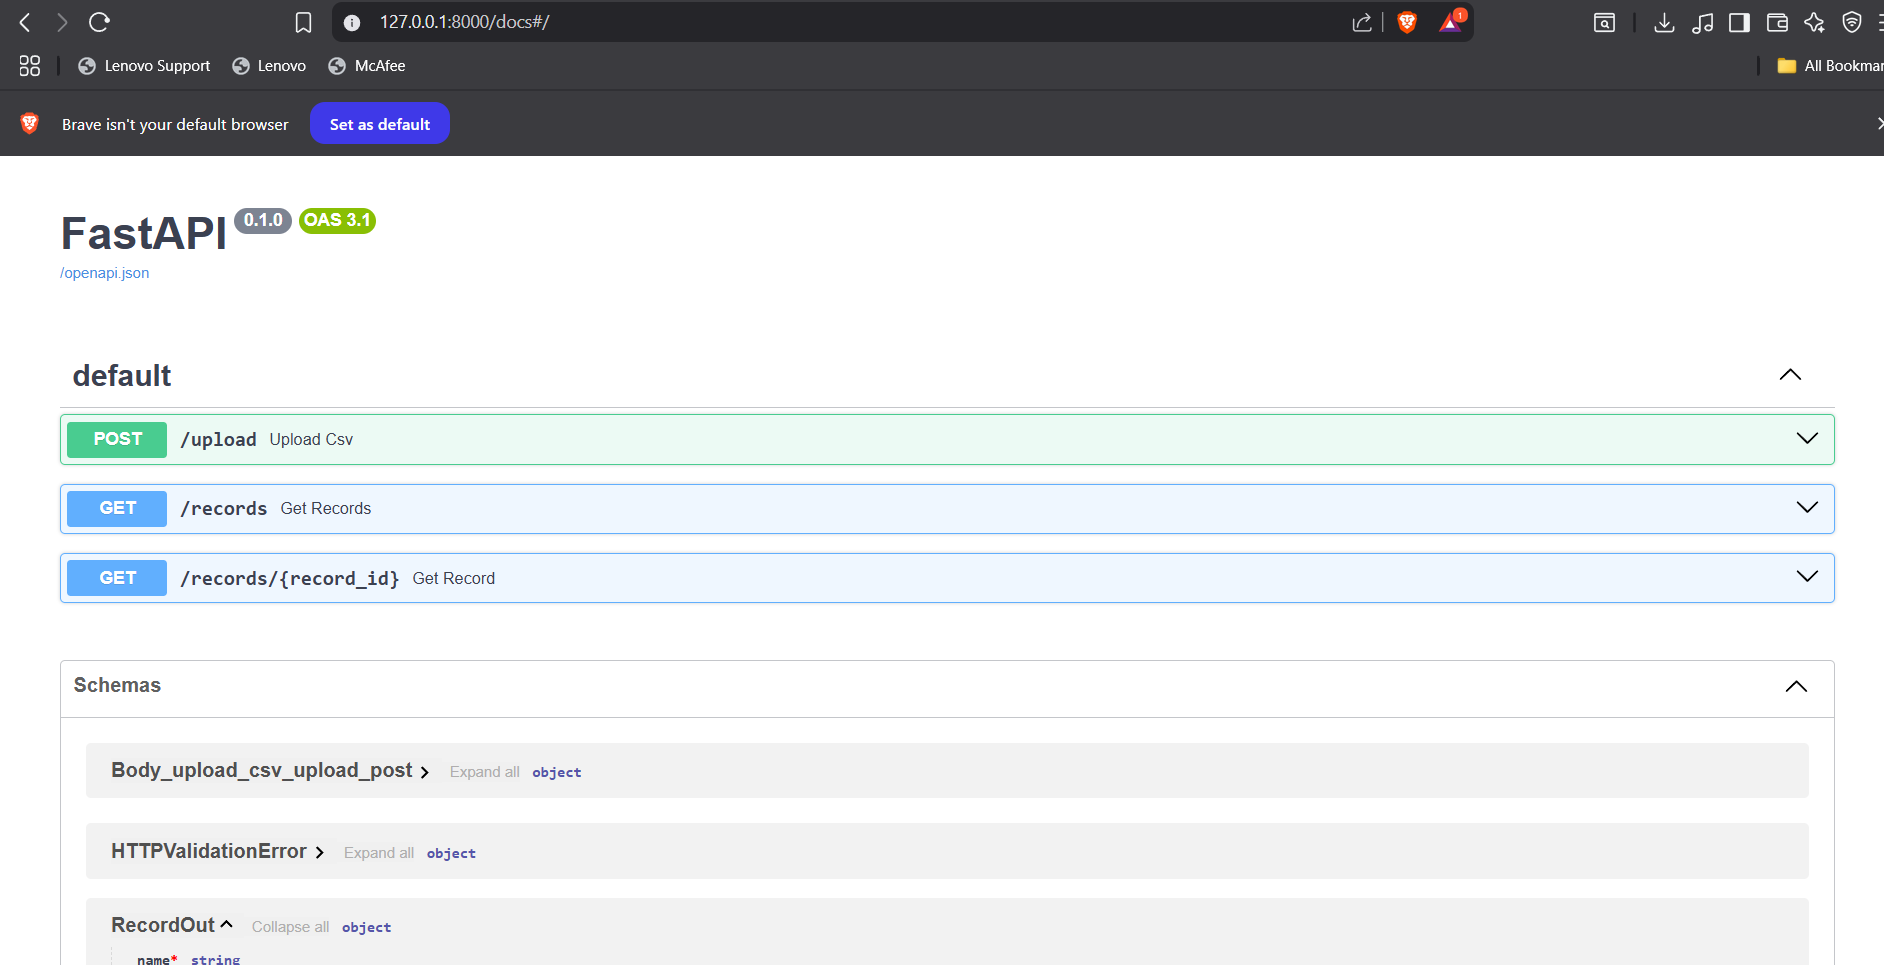 127.0.0.1:8000/docs#/
1
Lenovo Support Lenovo McAfee All Bookmar
Brave isn't your default browser Set as default
FastAPI 0.1.0 OAS 3.1
/openapi.json
default
POST /upload Upload Csv
GET /records Get Records
GET /records/{record_id} Get Record
Schemas
Body_upload_csv_upload_post Expand all object
HTTPValidationError Expand all object
RecordOut Collapse all object
name* string